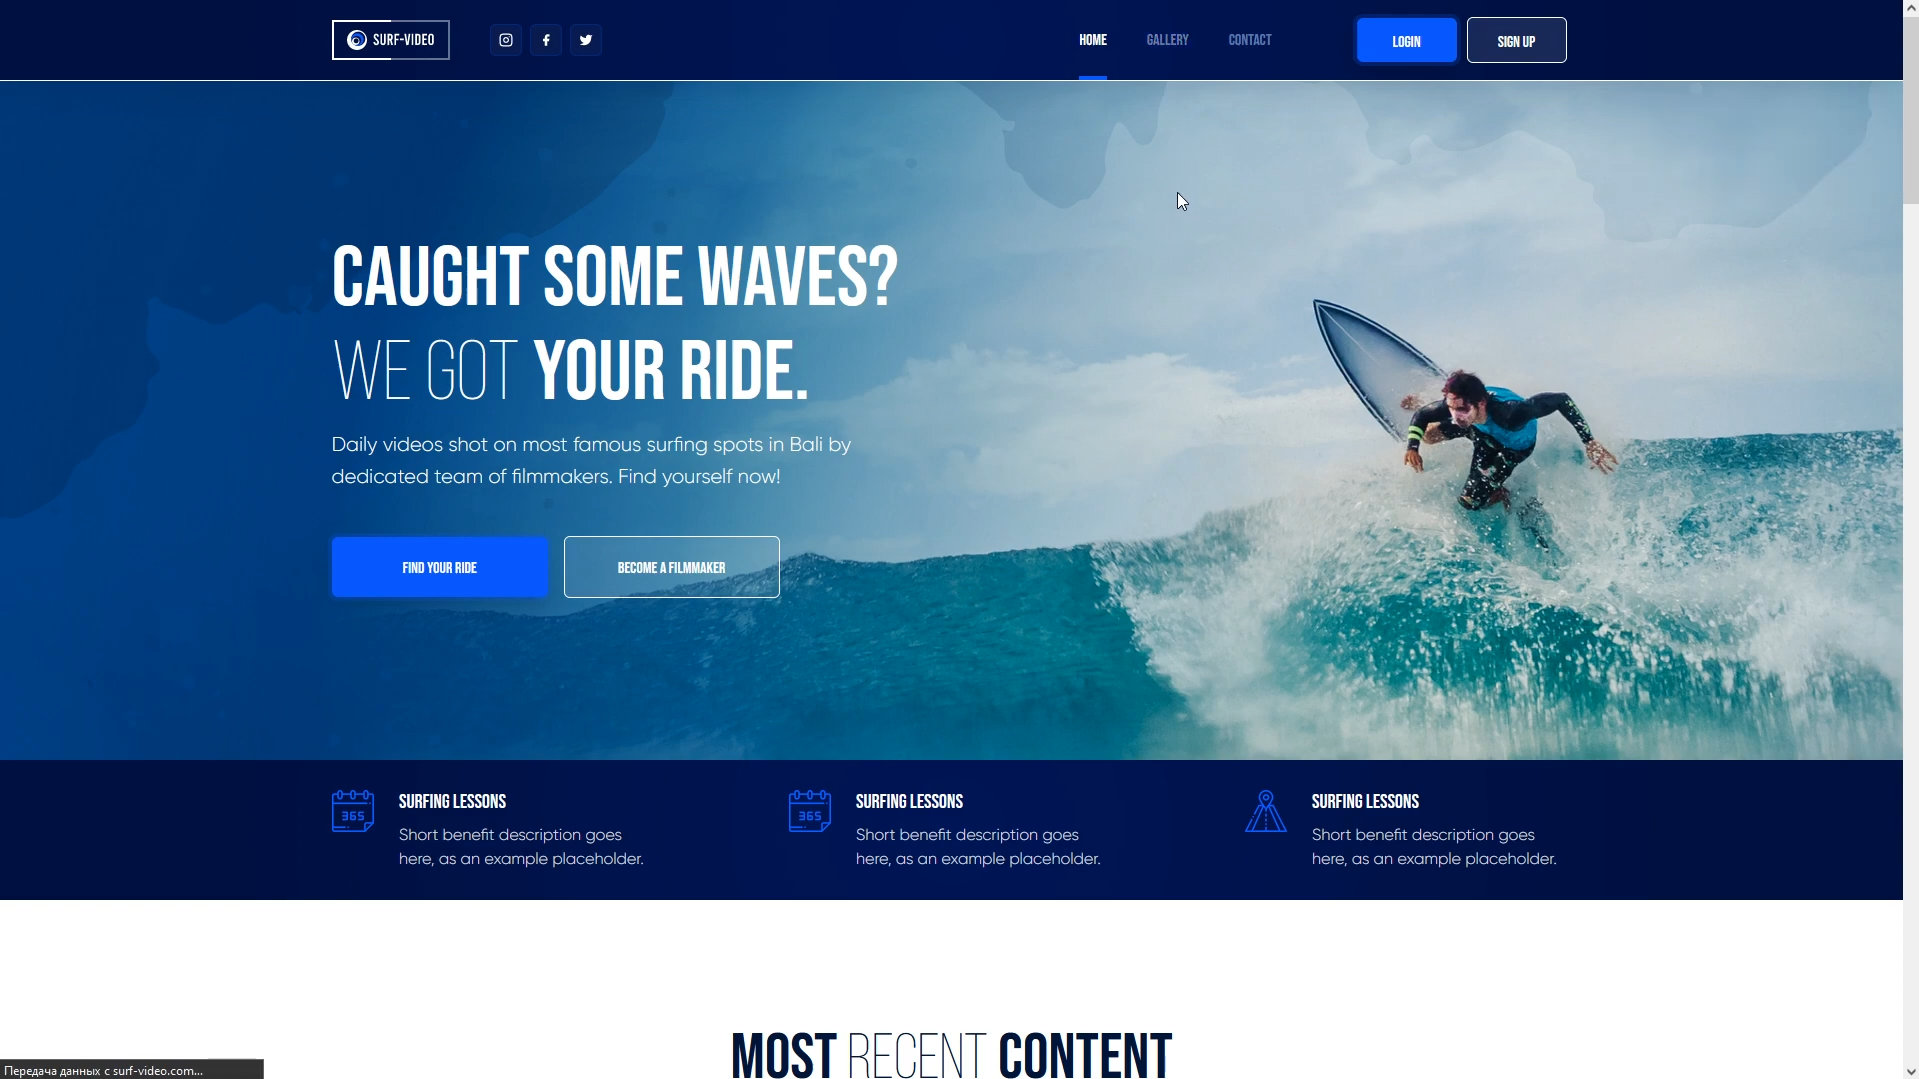 SURF-VIDEO
HOME
GALLERY
CONTACT
LOGIN
SIGN UP
CAUGHT SOME WAVES?
WE GOT YOUR RIDE.
Daily videos shot on most famous surfing spots in Bali by
dedicated team of filmmakers. Find yourself now!
FIND YOUR RIDE
BECOME A FILMMAKER
365
SURFING LESSONS
Short benefit description goes
here, as an example placeholder.
365
SURFING LESSONS
Short benefit description goes
here, as an example placeholder.
SURFING LESSONS
Short benefit description goes
here, as an example placeholder.
MOST RECENT CONTENT
Передача данных с surf-video.com...